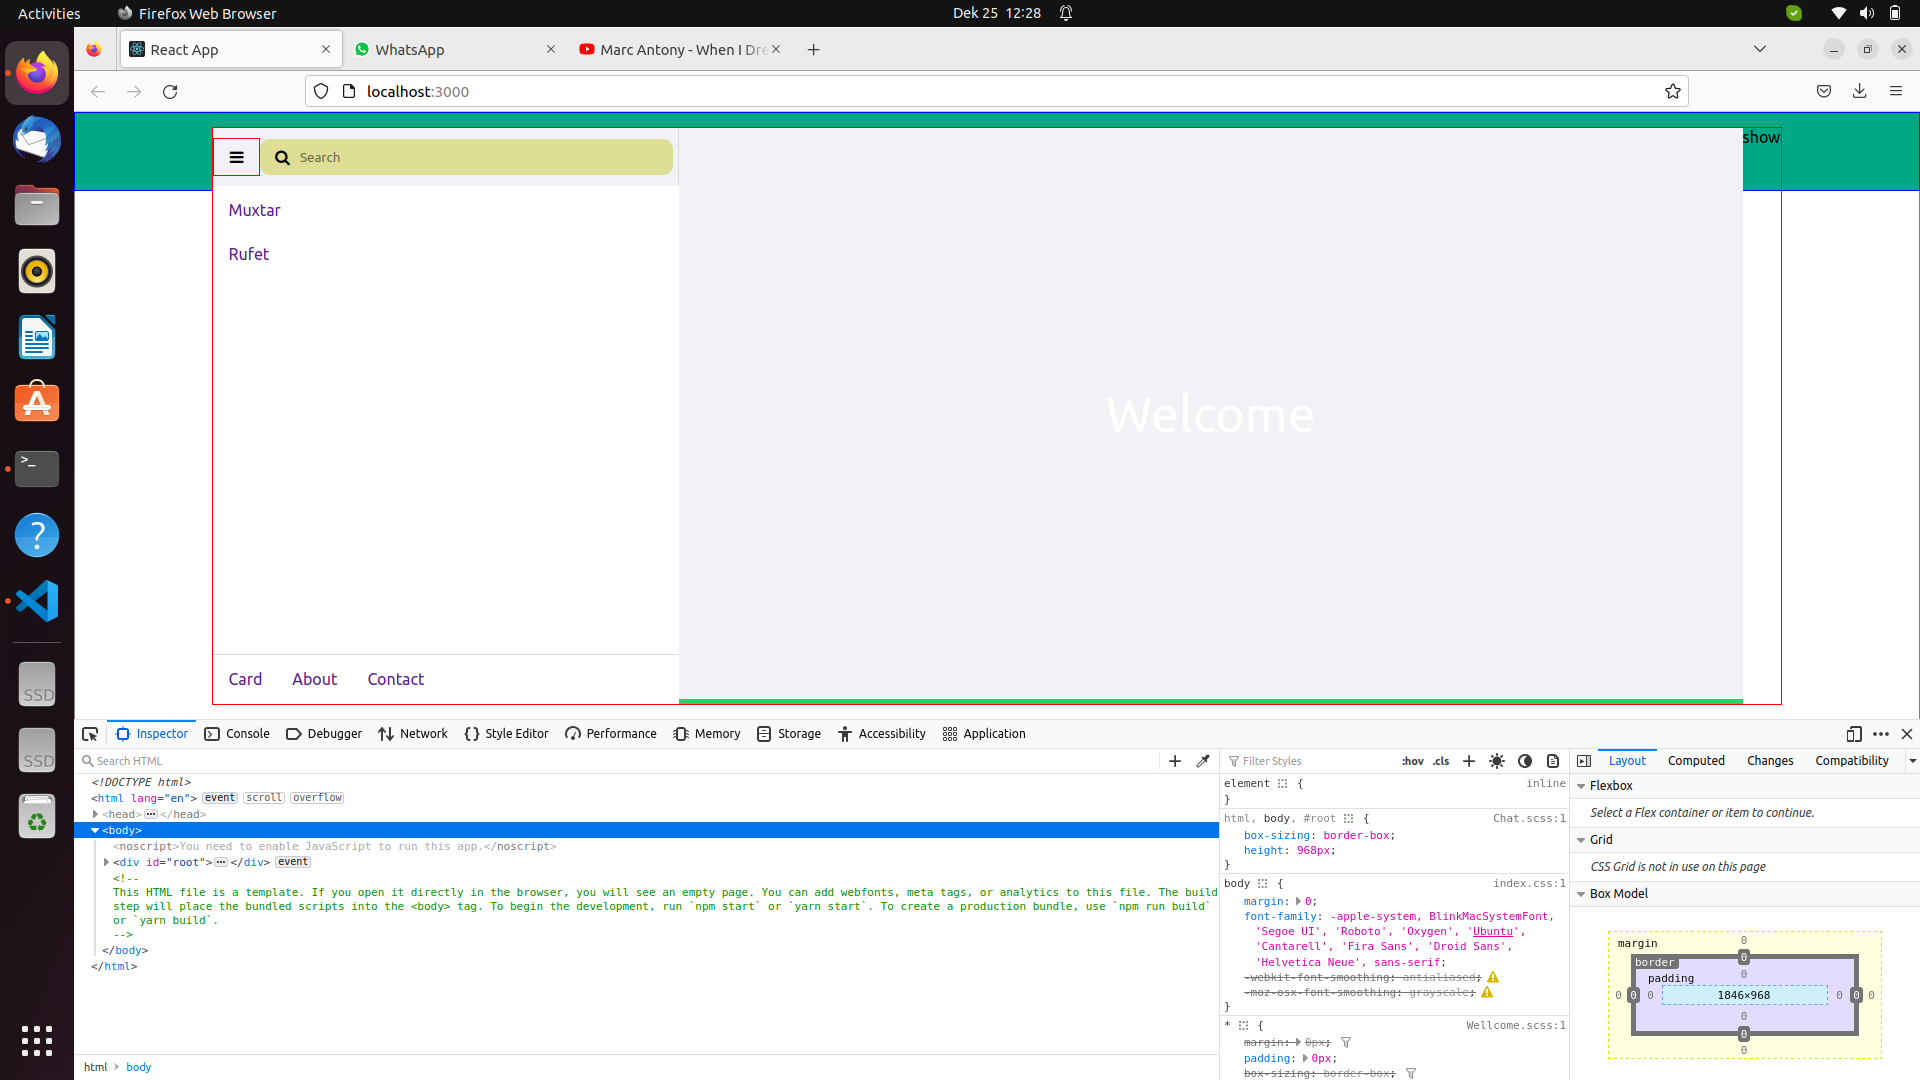 Activities
Firefox Web Browser
Dek 25 12:28
React App
WhatsApp
Marc Antony - When I Dre
localhost:3000
Search
show
Muxtar
Rufet
Welcome
Card About Contact
SSD
SSD
Inspector Console Debugger Network Style Editor Performance Memory Storage Accessibility Application
Search HTML
<!DOCTYPE html>
<html lang="en"> event scroll overflow
<head> ••• </head>
<body>
<noscript>You need to enable JavaScript to run this app.</noscript>
<div id="root"> ••• </div> event
<!--
This HTML file is a template. If you open it directly in the browser, you will see an empty page. You can add webfonts, meta tags, or analytics to this file. The build
step will place the bundled scripts into the <body> tag. To begin the development, run `npm start` or `yarn start`. To create a production bundle, use `npm run build`
or `yarn build`.
-->
</body>
</html>
html > body
Filter Styles :hov .cls
element { inline
}
html, body, #root { Chat.scss:1
box-sizing: border-box;
height: 968px;
}
body { index.css:1
margin: 0;
font-family: -apple-system, BlinkMacSystemFont,
'Segoe UI', 'Roboto', 'Oxygen', 'Ubuntu',
'Cantarell', 'Fira Sans', 'Droid Sans',
'Helvetica Neue', sans-serif;
-webkit-font-smoothing: antialiased;
-moz-osx-font-smoothing: grayscale;
}
* { Wellcome.scss:1
margin: 0px;
padding: 0px;
box-sizing: border-box;
Layout Computed Changes Compatibility
Flexbox
Select a Flex container or item to continue.
Grid
CSS Grid is not in use on this page
Box Model
margin 0
border 0
padding 0
0 0 0 1846×968 0 0 0
0
0
0